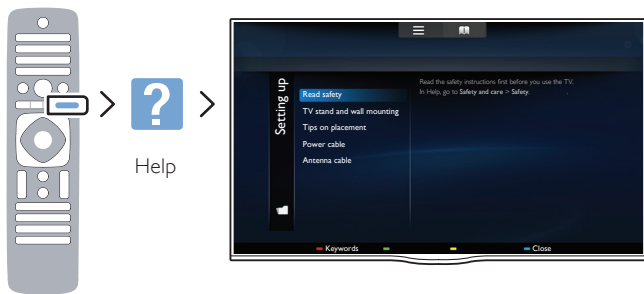 ?
Help
Setting up
Read safety
TV stand and wall mounting
Tips on placement
Power cable
Antenna cable
Read the safety instructions first before you use the TV.
In Help, go to Safety and care > Safety.
Keywords
Close